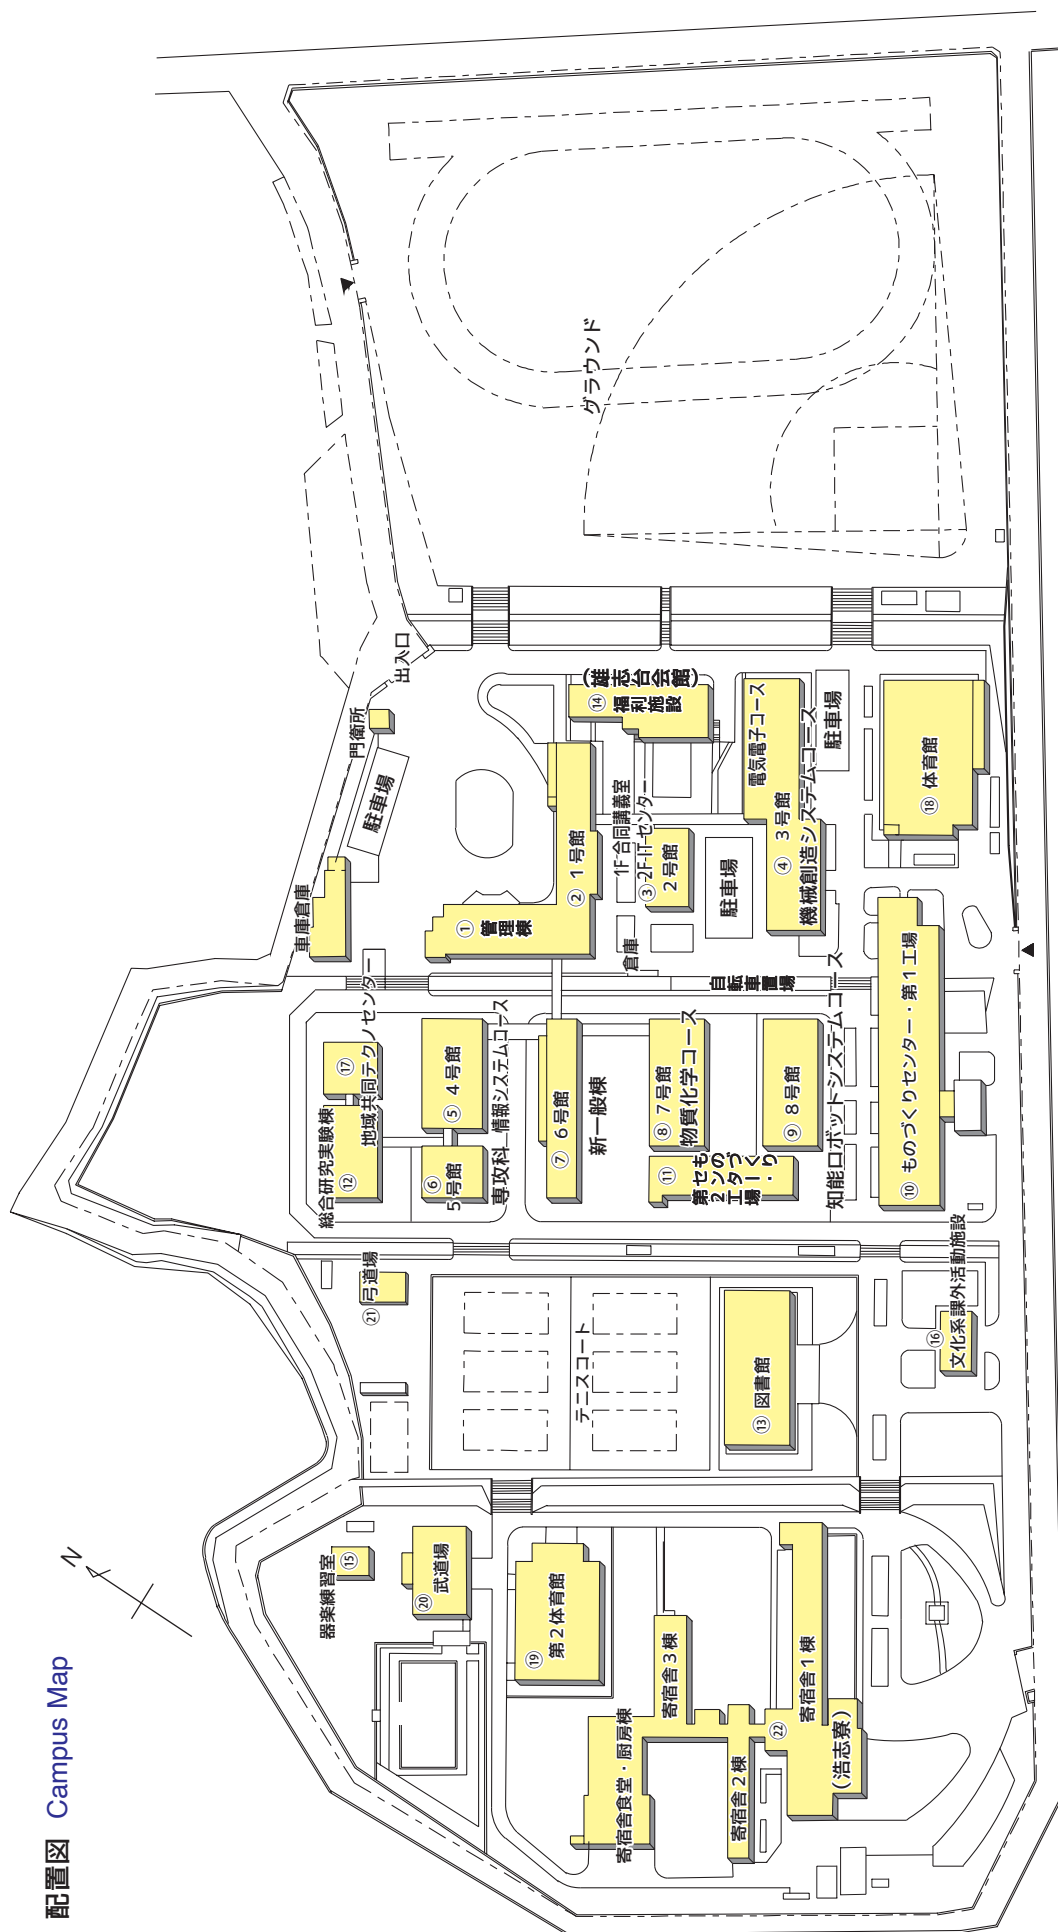 配置図 Campus Map
N
グラウンド
出入口
門衛所
駐車場
車庫倉庫
⑭ 福利施設
(雄志台会館)
① 管理棟
② 1号館
1F 合同講義室
2F ITセンター
③ 2号館
倉庫
駐車場
自転車置場
電気電子コース
④ 3号館
機械創造システムコース
駐車場
⑱ 体育館
⑰ 地域共同テクノセンター
⑫ 総合研究実験棟
⑤ 4号館
情報システムコース
⑥ 5号館
専攻科
⑦ 6号館
新一般棟
⑧ 7号館
物質化学コース
⑨ 8号館
知能ロボットシステムコース
⑩ ものづくりセンター・第1工場
⑪ ものづくり
センター・
第2工場
㉑ 弓道場
テニスコート
⑬ 図書館
⑯ 文化系課外活動施設
器楽練習室
⑮
⑳ 武道場
⑲ 第2体育館
寄宿舎食堂・厨房棟
寄宿舎3棟
寄宿舎2棟
㉒ 寄宿舎1棟
(浩志寮)